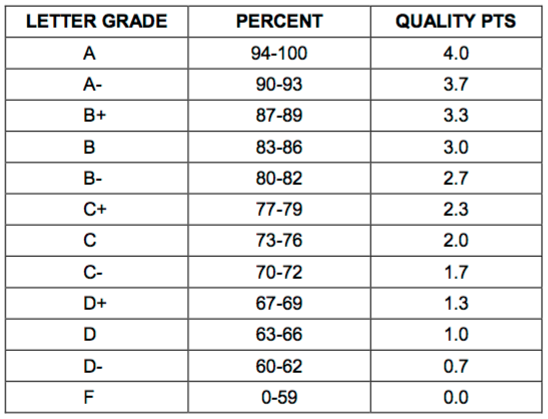 LETTER GRADE PERCENT QUALITY PTS
A 94-100 4.0
A- 90-93 3.7
B+ 87-89 3.3
B 83-86 3.0
B- 80-82 2.7
C+ 77-79 2.3
C 73-76 2.0
C- 70-72 1.7
D+ 67-69 1.3
D 63-66 1.0
D- 60-62 0.7
F 0-59 0.0